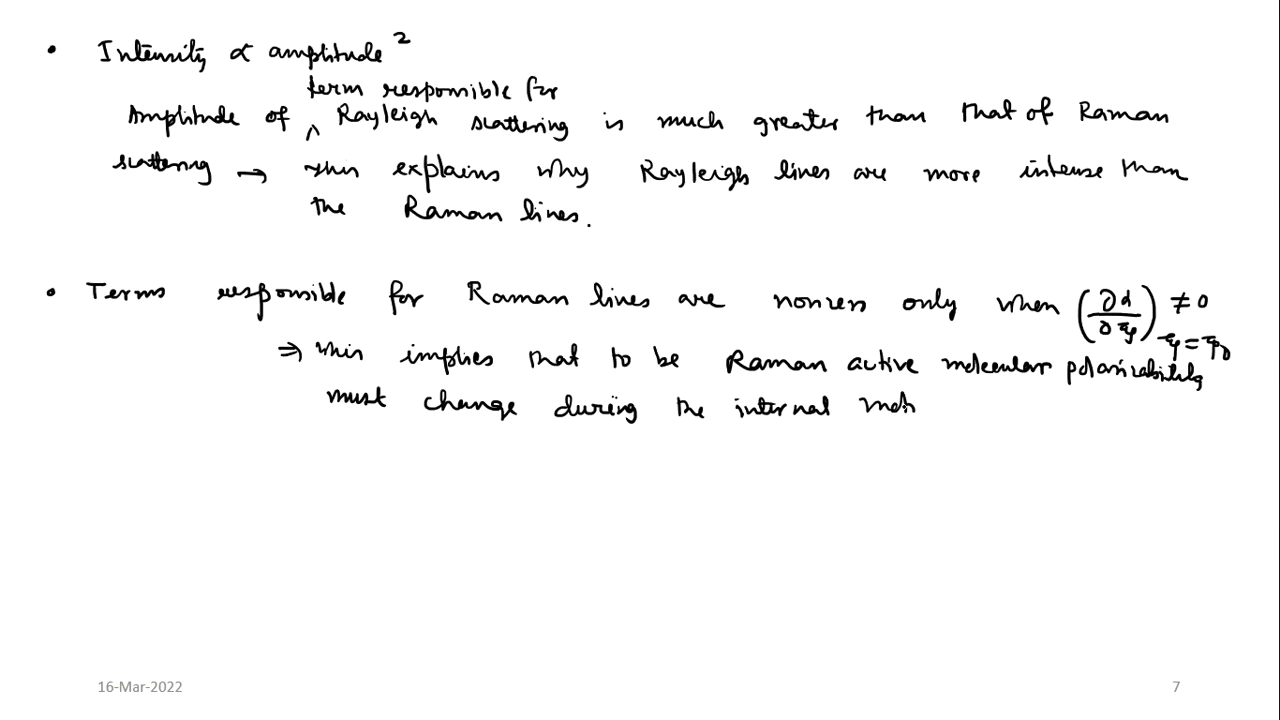 • Intensity ∝ amplitude²
term responsible for
Amplitude of ^ Rayleigh scattering is much greater than that of Raman
scattering → this explains why Rayleigh lines are more intense than
the Raman lines.
• Terms responsible for Raman lines are nonzero only when (∂α/∂q) q = q₀ ≠ 0
⇒ this implies that to be Raman active molecular polarizability
must change during the internal moti
16-Mar-2022
7